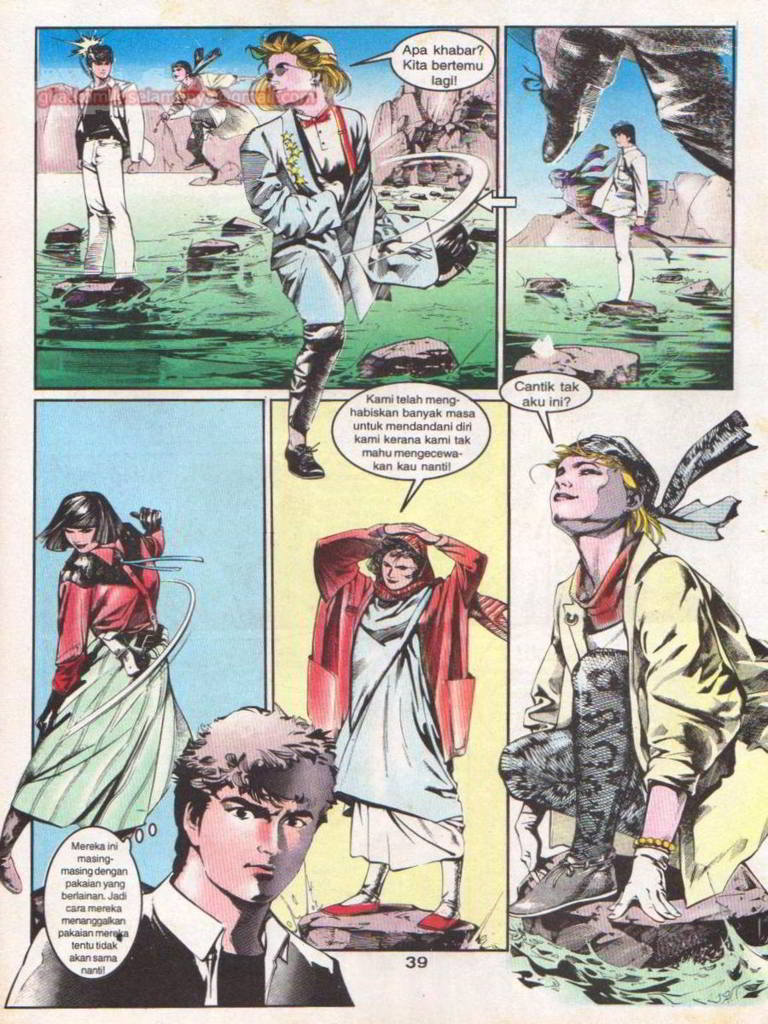 Apa khabar?
Kita bertemu
lagi!
Cantik tak
aku ini?
Kami telah meng-
habiskan banyak masa
untuk mendandani diri
kami kerana kami tak
mahu mengecewa-
kan kau nanti!
Mereka ini
masing-
masing dengan
pakaian yang
berlainan. Jadi
cara mereka
menanggalkan
pakaian mereka
tentu tidak
akan sama
nanti!
39